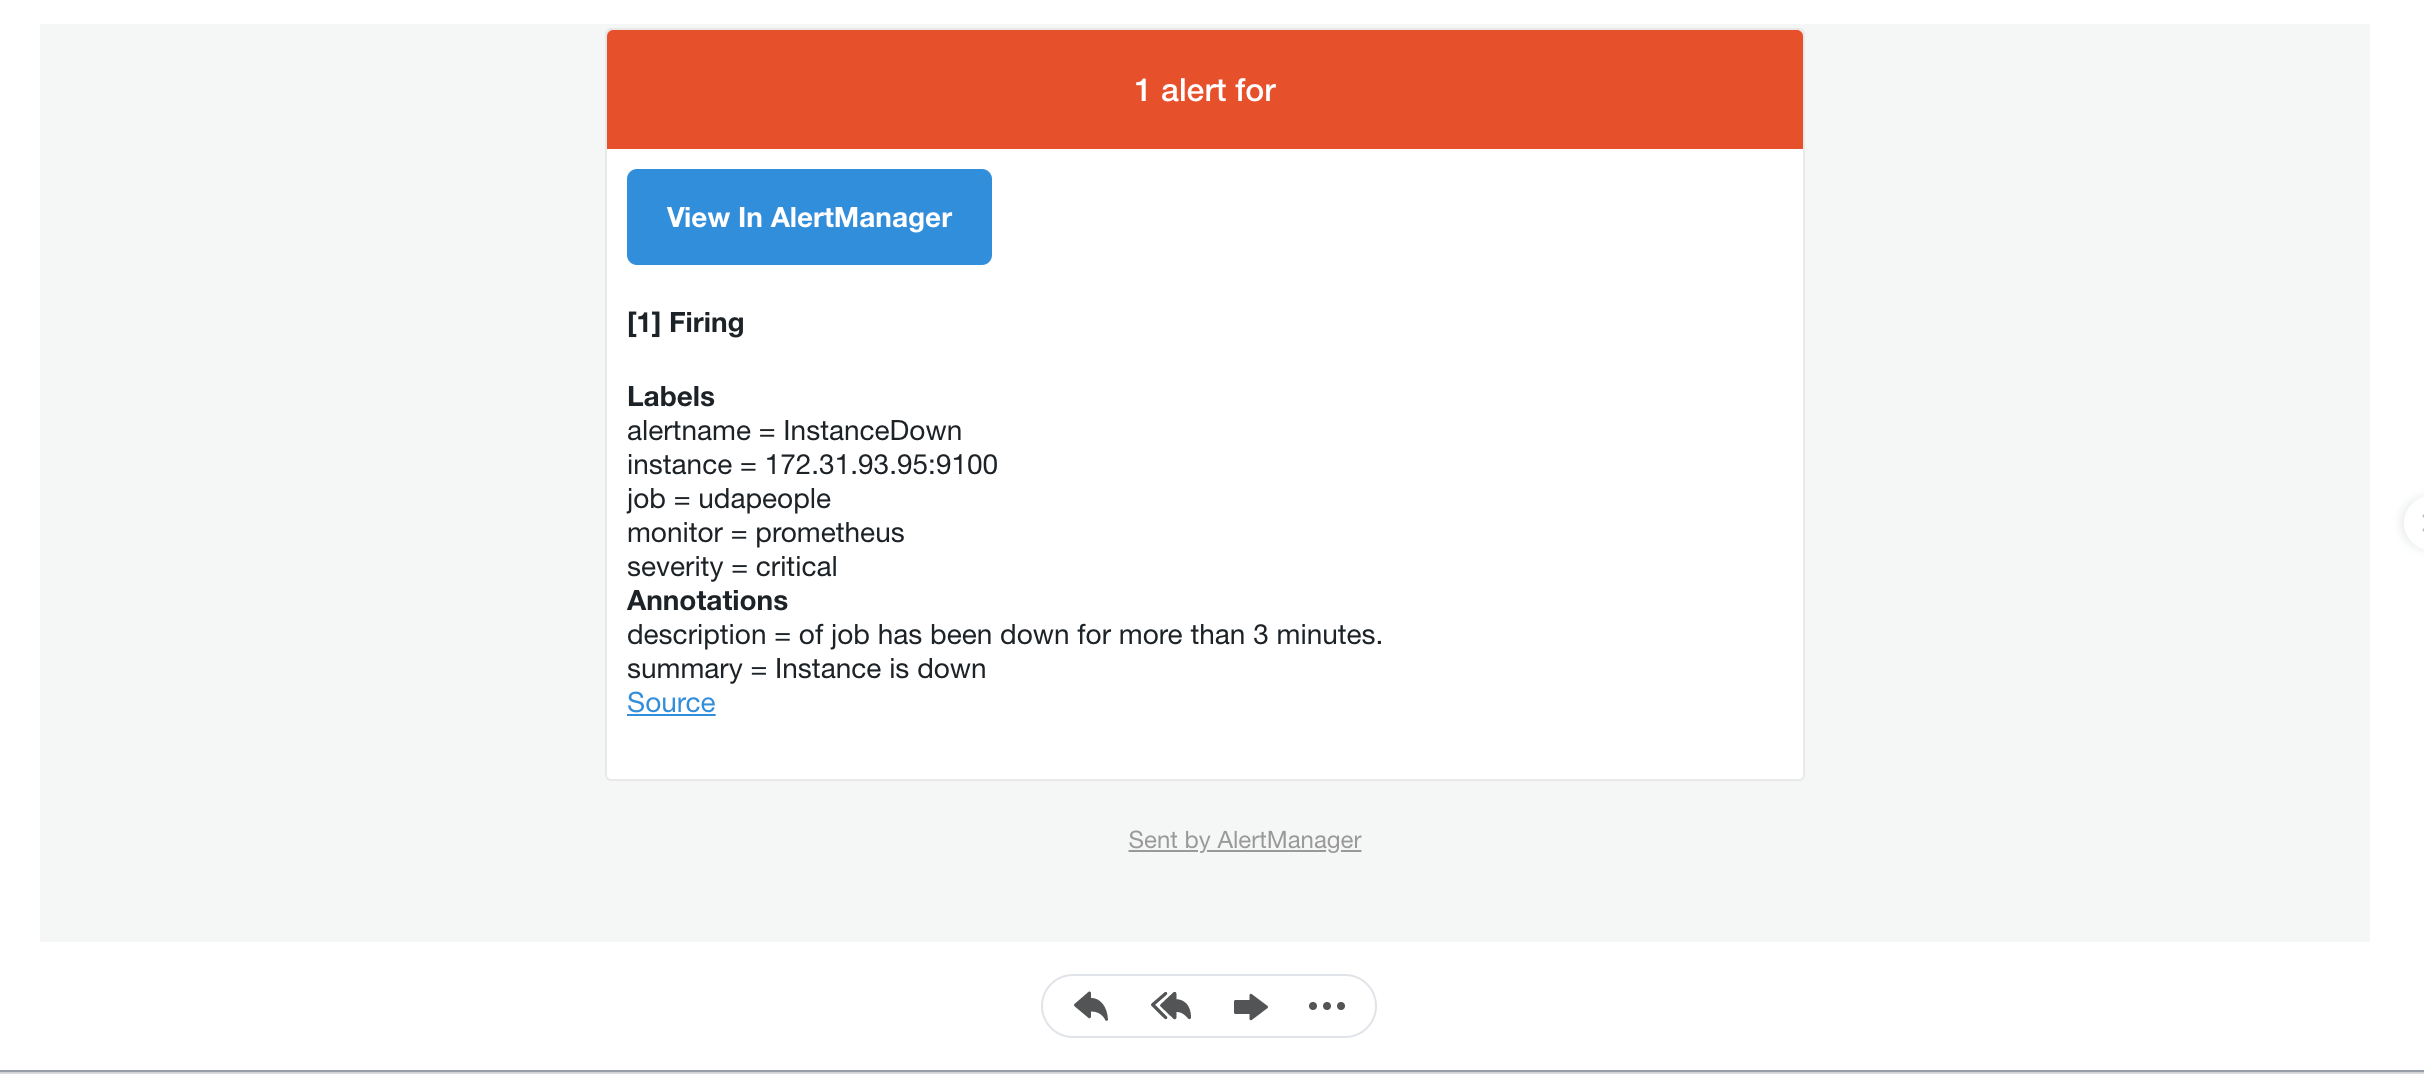 1 alert for
View In AlertManager
[1] Firing
Labels
alertname = InstanceDown
instance = 172.31.93.95:9100
job = udapeople
monitor = prometheus
severity = critical
Annotations
description = of job has been down for more than 3 minutes.
summary = Instance is down
Source
Sent by AlertManager